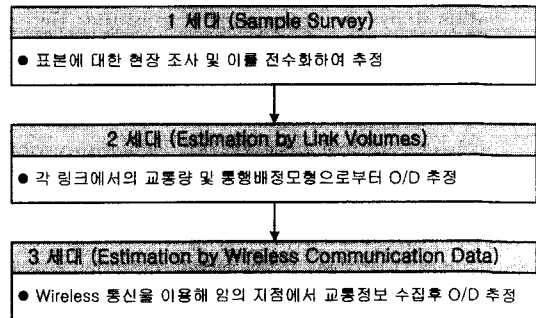 1 세대 (Sample Survey)
● 표본에 대한 현장 조사 및 이를 전수화하여 추정
2 세대 (Estimation by Link Volumes)
● 각 링크에서의 교통량 및 통행배정모형으로부터 O/D 추정
3 세대 (Estimation by Wireless Communication Data)
● Wireless 통신을 이용해 임의 지점에서 교통정보 수집후 O/D 추정